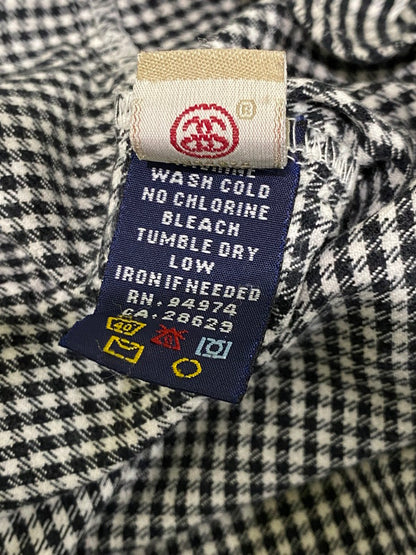 ®
WASH COLD
NO CHLORINE
BLEACH
TUMBLE DRY
LOW
IRON IF NEEDED
RN. 94974
CA. 28629
40